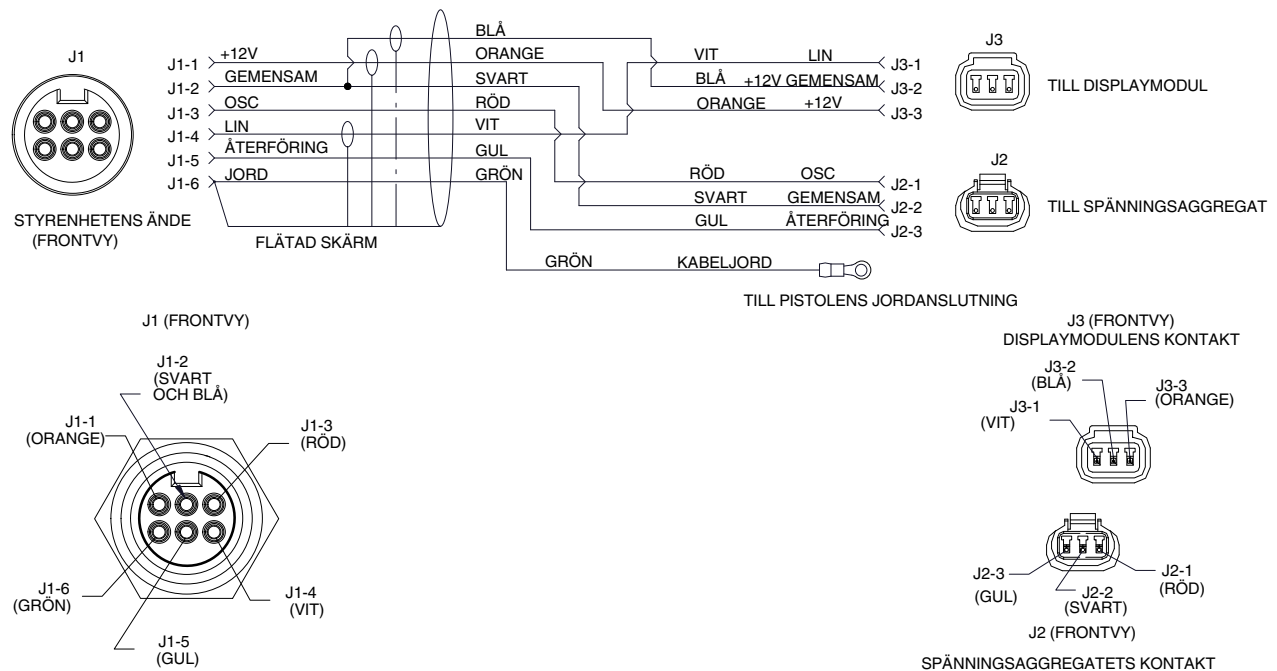 J1
J1-1 +12V
J1-2 GEMENSAM
J1-3 OSC
J1-4 LIN
J1-5 ÅTERFÖRING
J1-6 JORD
STYRENHETENS ÄNDE
(FRONTVY)
FLÄTAD SKÄRM
BLÅ
ORANGE
SVART
RÖD
VIT
GUL
GRÖN
VIT LIN J3-1
BLÅ +12V GEMENSAM J3-2
ORANGE +12V J3-3
J3
TILL DISPLAYMODUL
RÖD OSC J2-1
SVART GEMENSAM J2-2
GUL ÅTERFÖRING J2-3
J2
TILL SPÄNNINGSAGGREGAT
GRÖN KABELJORD
TILL PISTOLENS JORDANSLUTNING
J1 (FRONTVY)
J1-2
(SVART
OCH BLÅ)
J1-1
(ORANGE)
J1-3
(RÖD)
J1-6
(GRÖN)
J1-4
(VIT)
J1-5
(GUL)
J3 (FRONTVY)
DISPLAYMODULENS KONTAKT
J3-2
(BLÅ)
J3-3
(ORANGE)
J3-1
(VIT)
J2-3
(GUL)
J2-2
(SVART)
J2-1
(RÖD)
J2 (FRONTVY)
SPÄNNINGSAGGREGATETS KONTAKT